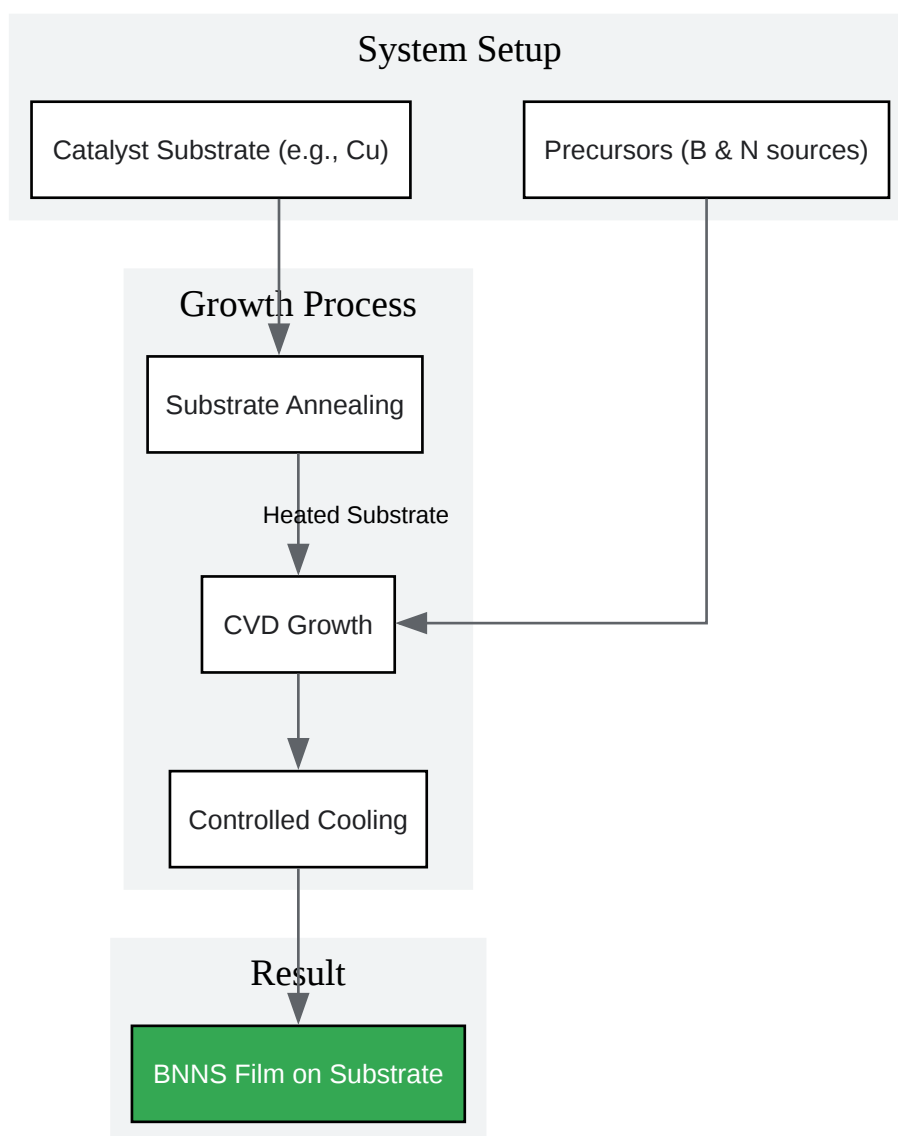 System Setup
Catalyst Substrate (e.g., Cu)
Precursors (B & N sources)
Growth Process
Substrate Annealing
Heated Substrate
CVD Growth
Controlled Cooling
Result
BNNS Film on Substrate